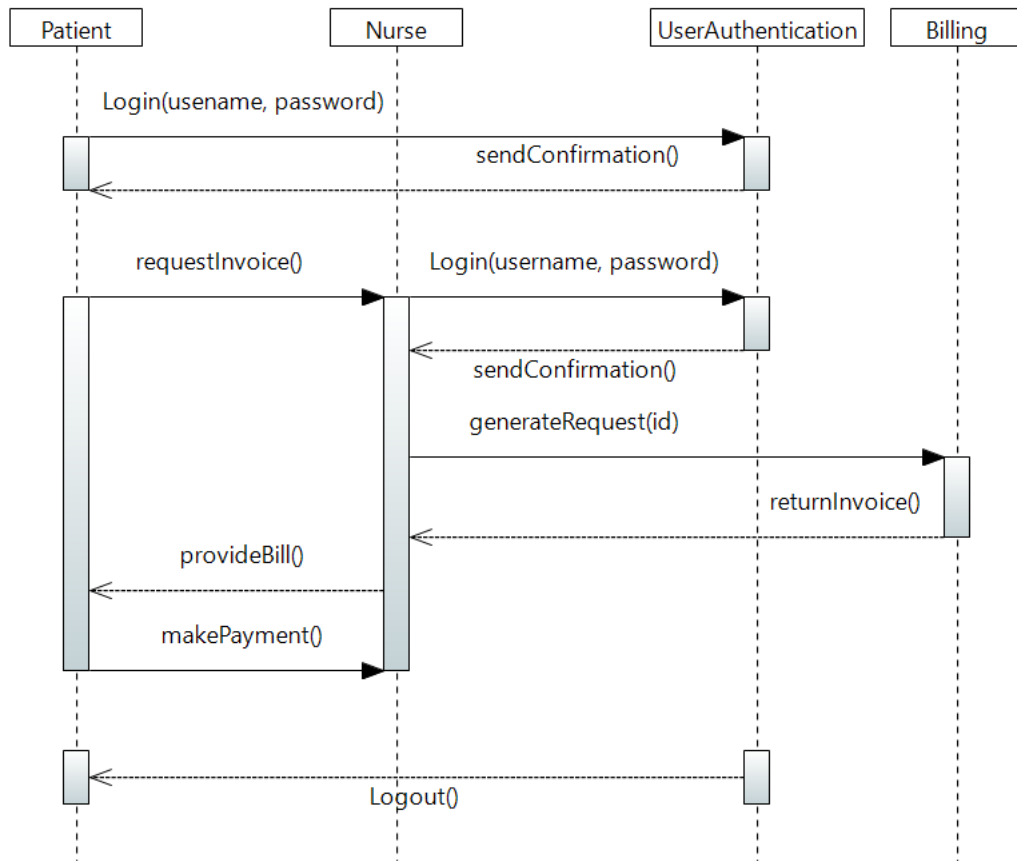 Patient
Nurse
UserAuthentication
Billing
Login(usename, password)
sendConfirmation()
requestInvoice()
Login(username, password)
sendConfirmation()
generateRequest(id)
returnInvoice()
provideBill()
makePayment()
Logout()